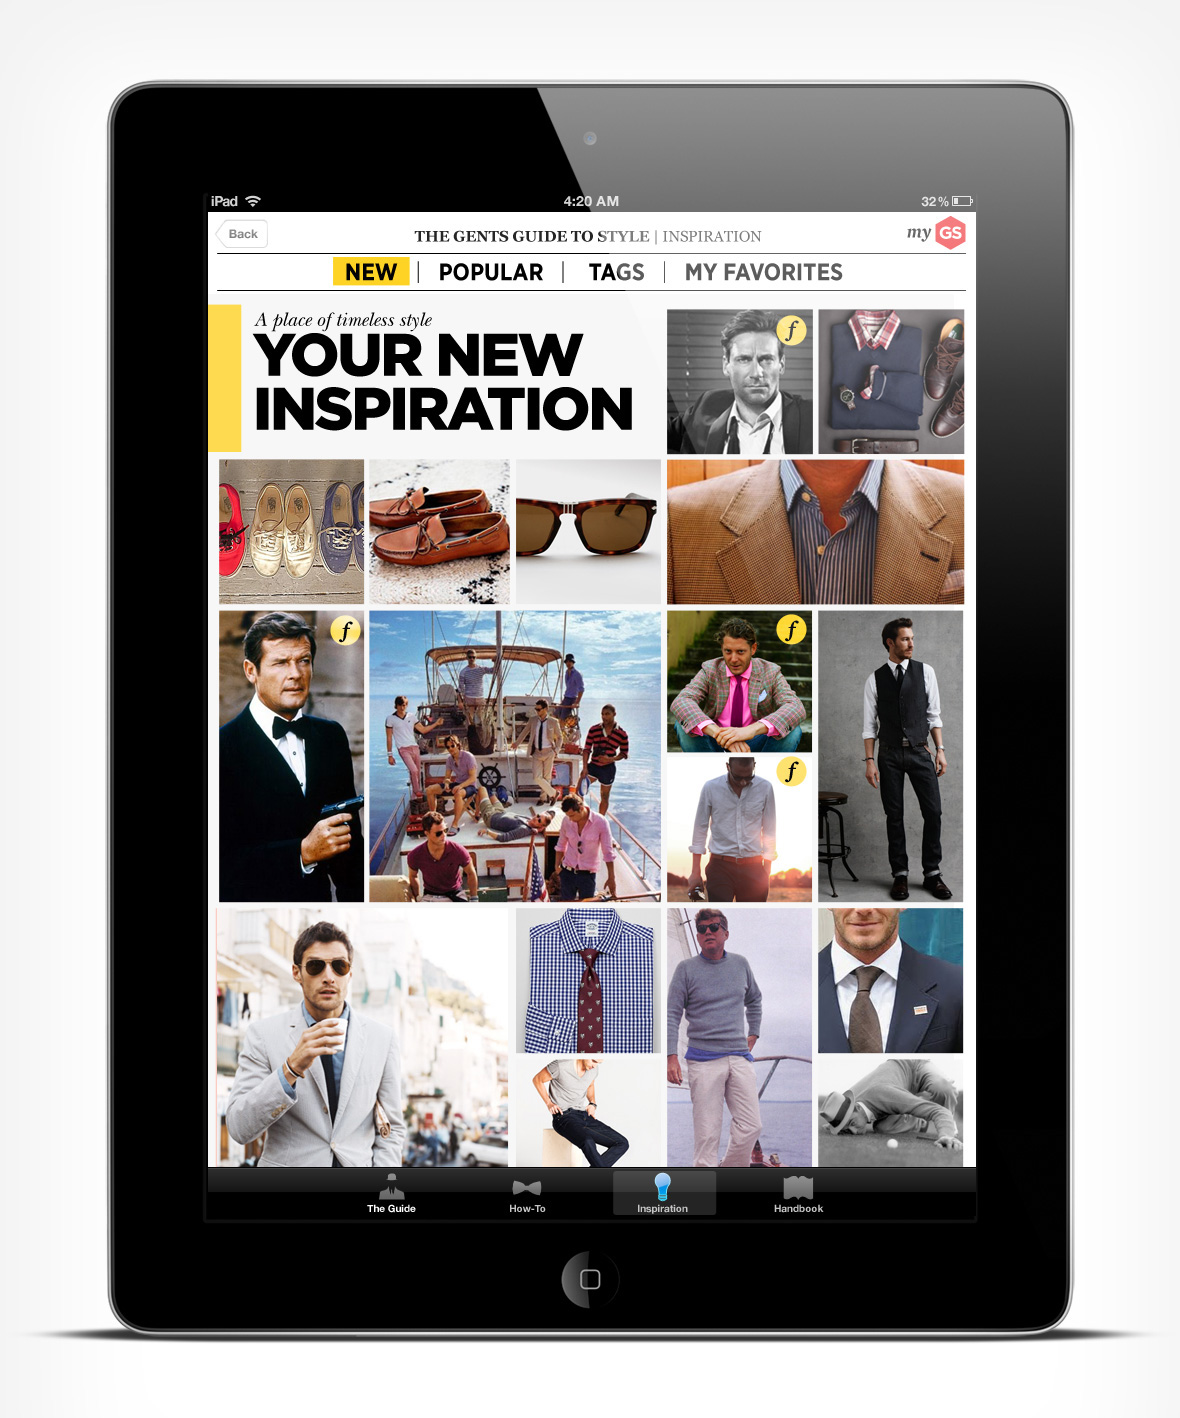 iPad
4:20 AM
32%
Back
THE GENTS GUIDE TO STYLE | INSPIRATION
my GS
NEW | POPULAR | TAGS | MY FAVORITES
A place of timeless style
YOUR NEW
INSPIRATION
f
f
f
f
The Guide
How-To
Inspiration
Handbook